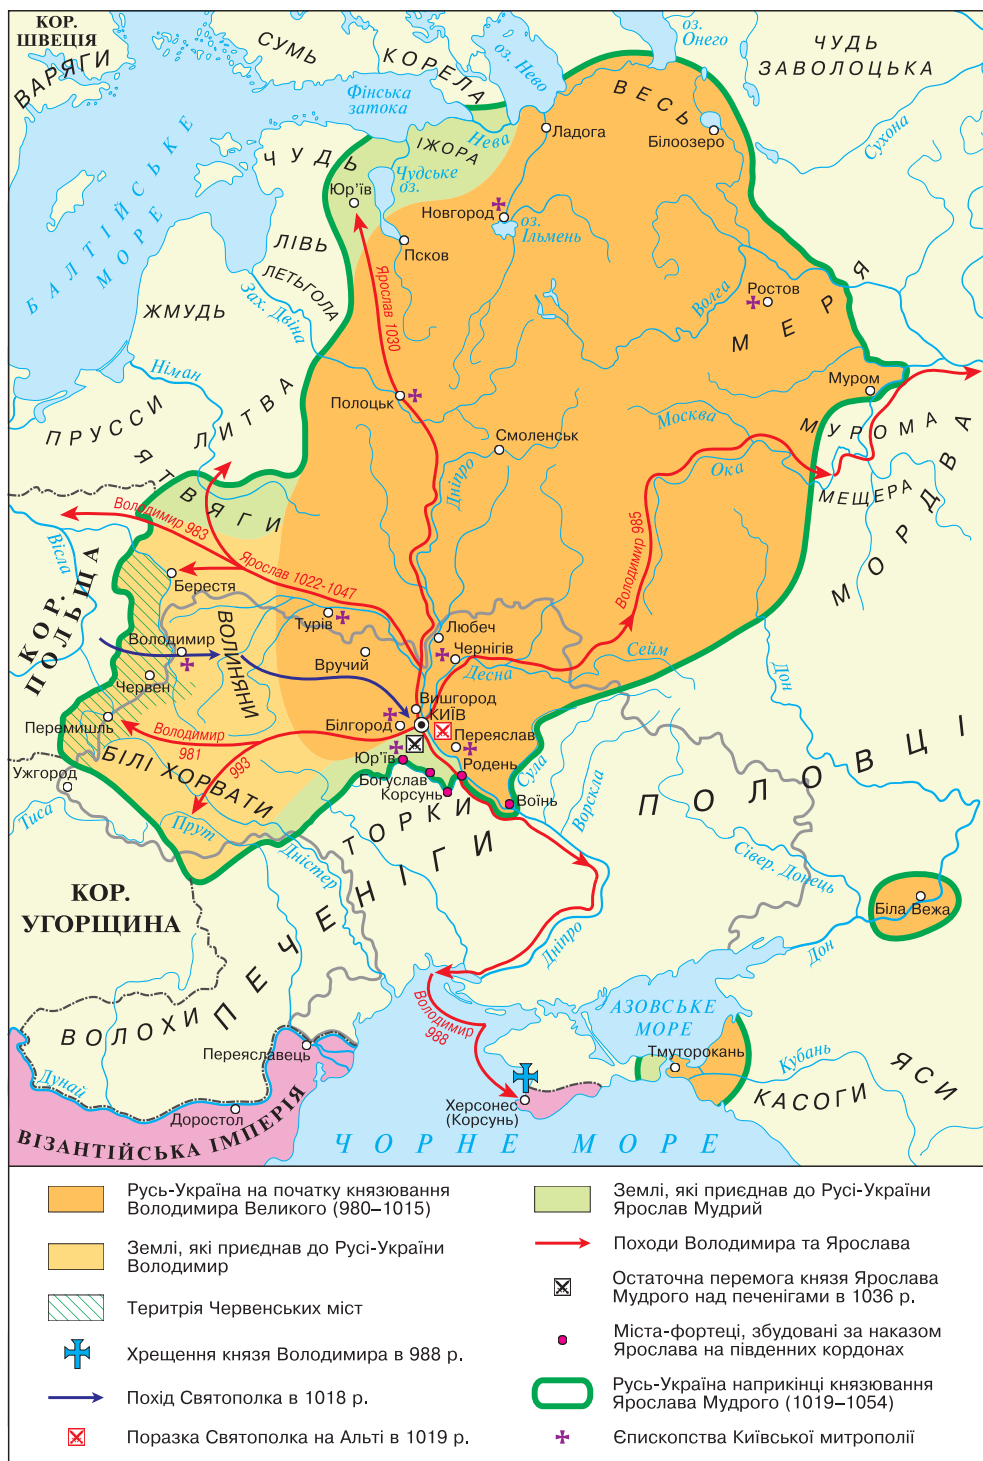 КОР.
ШВЕЦІЯ
ВАРЯГИ
СУМЬ
КОРЕЛА
оз. Нево
оз.
Онего
ЧУДЬ
ЗАВОЛОЦЬКА
Фінська
затока
ВЕСЬ
Нева
Ладога
Білоозеро
Сухона
ІЖОРА
ЧУДЬ
Чудське
оз.
Юр'їв
Новгород
оз.
Ільмень
Псков
БАЛТІЙСЬКЕ
МОРЕ
ЛІВЬ
ЛЕТЬГОЛА
Зах. Двіна
Ярослав 1030
Волга
Ростов
МЕРЯ
ЖМУДЬ
Німан
Муром
Полоцьк
ПРУССИ
ЛИТВА
Смоленськ
Москва
МУРОМА
Ока
МЕЩЕРА
МОРДВА
ЯТВЯГИ
Дніпро
Володимир 983
Володимир 985
Вісла
Ярослав 1022-1047
Берестя
КОР.
ПОЛЬЩА
Турів
Любеч
Володимир
ВОЛИНЯНИ
Вручий
Чернігів
Сейм
Десна
Дон
Червен
Вишгород
КИЇВ
Перемишль
Білгород
Переяслав
Володимир
981
993
БІЛІ ХОРВАТИ
Юр'їв
Родень
Ужгород
Богуслав
Корсунь
Сула
Воїнь
Ворскла
ПОЛОВЦІ
Тиса
Прут
Дністер
ТОРКИ
ПЕЧЕНІГИ
Сівер. Донець
КОР.
УГОРЩИНА
Біла Вежа
Дніпро
Дон
ВОЛОХИ
Володимир
988
АЗОВСЬКЕ
МОРЕ
Переяславець
Тмуторокань
Кубань
ЯСИ
Дунай
КАСОГИ
Доростол
Херсонес
(Корсунь)
ВІЗАНТІЙСЬКА ІМПЕРІЯ
ЧОРНЕ МОРЕ
Русь-Україна на початку князювання
Володимира Великого (980–1015)
Землі, які приєднав до Русі-України
Володимир
Теритрія Червенських міст
Хрещення князя Володимира в 988 р.
Похід Святополка в 1018 р.
Поразка Святополка на Альті в 1019 р.
Землі, які приєднав до Русі-України
Ярослав Мудрий
Походи Володимира та Ярослава
Остаточна перемога князя Ярослава
Мудрого над печенігами в 1036 р.
Міста-фортеці, збудовані за наказом
Ярослава на південних кордонах
Русь-Україна наприкінці князювання
Ярослава Мудрого (1019–1054)
Єпископства Київської митрополії